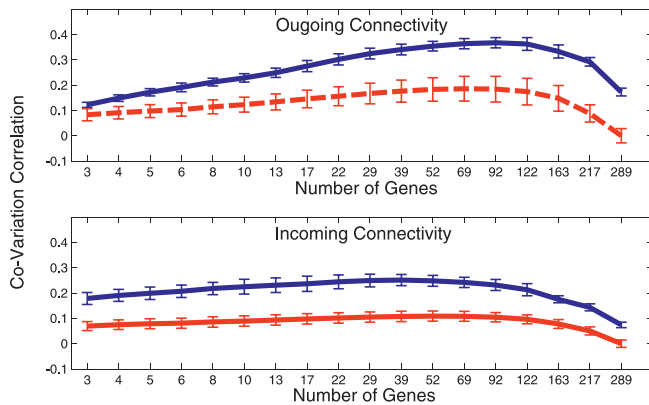 Ougoing Connectivity
0.4
0.3
0.2
0.1
0
-0.1
3 4 5 6 8 10 13 17 22 29 39 52 69 92 122 163 217 289
Number of Genes
Co-Variation Correlation
Incoming Connectivity
0.4
0.3
0.2
0.1
0
-0.1
3 4 5 6 8 10 13 17 22 29 39 52 69 92 122 163 217 289
Number of Genes